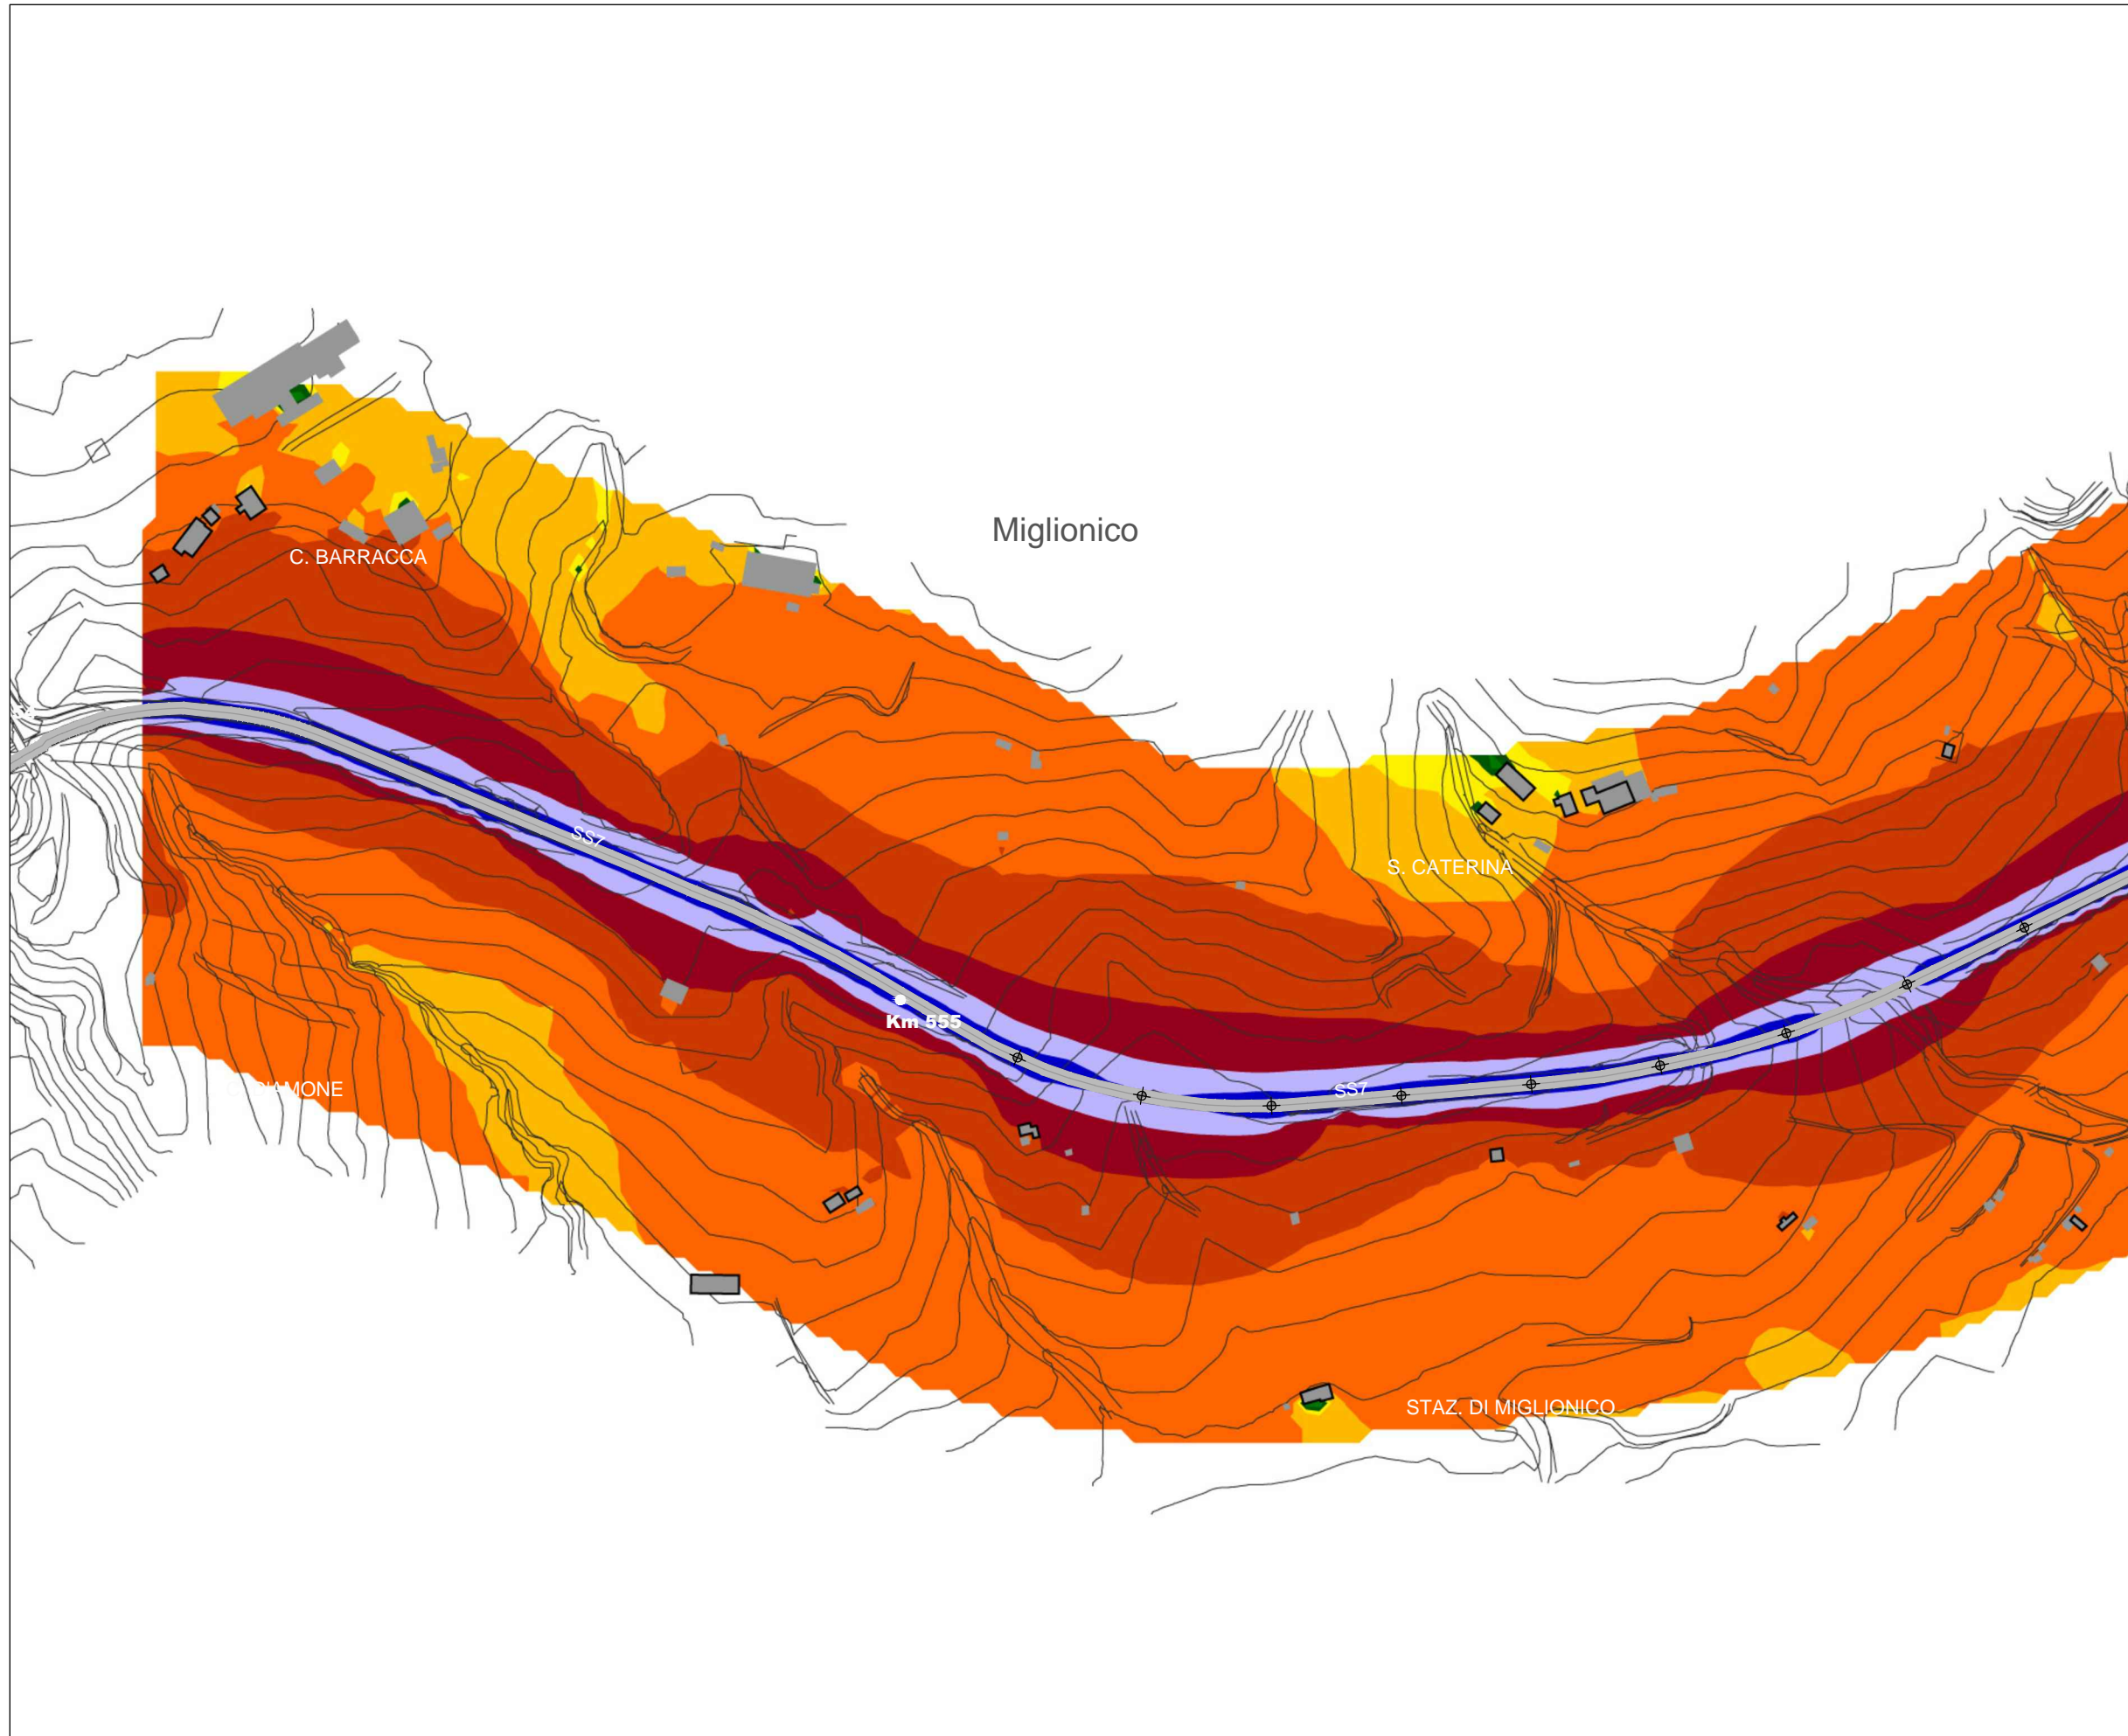 Miglionico
C. BARRACCA
SS7
S. CATERINA
Km 555
SS7
STAZ. DI MIGLIONICO